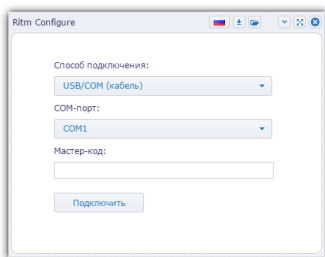 Ritm Configure
Способ подключения:
USB/COM (кабель)
COM-порт:
COM1
Мастер-код:
Подключить